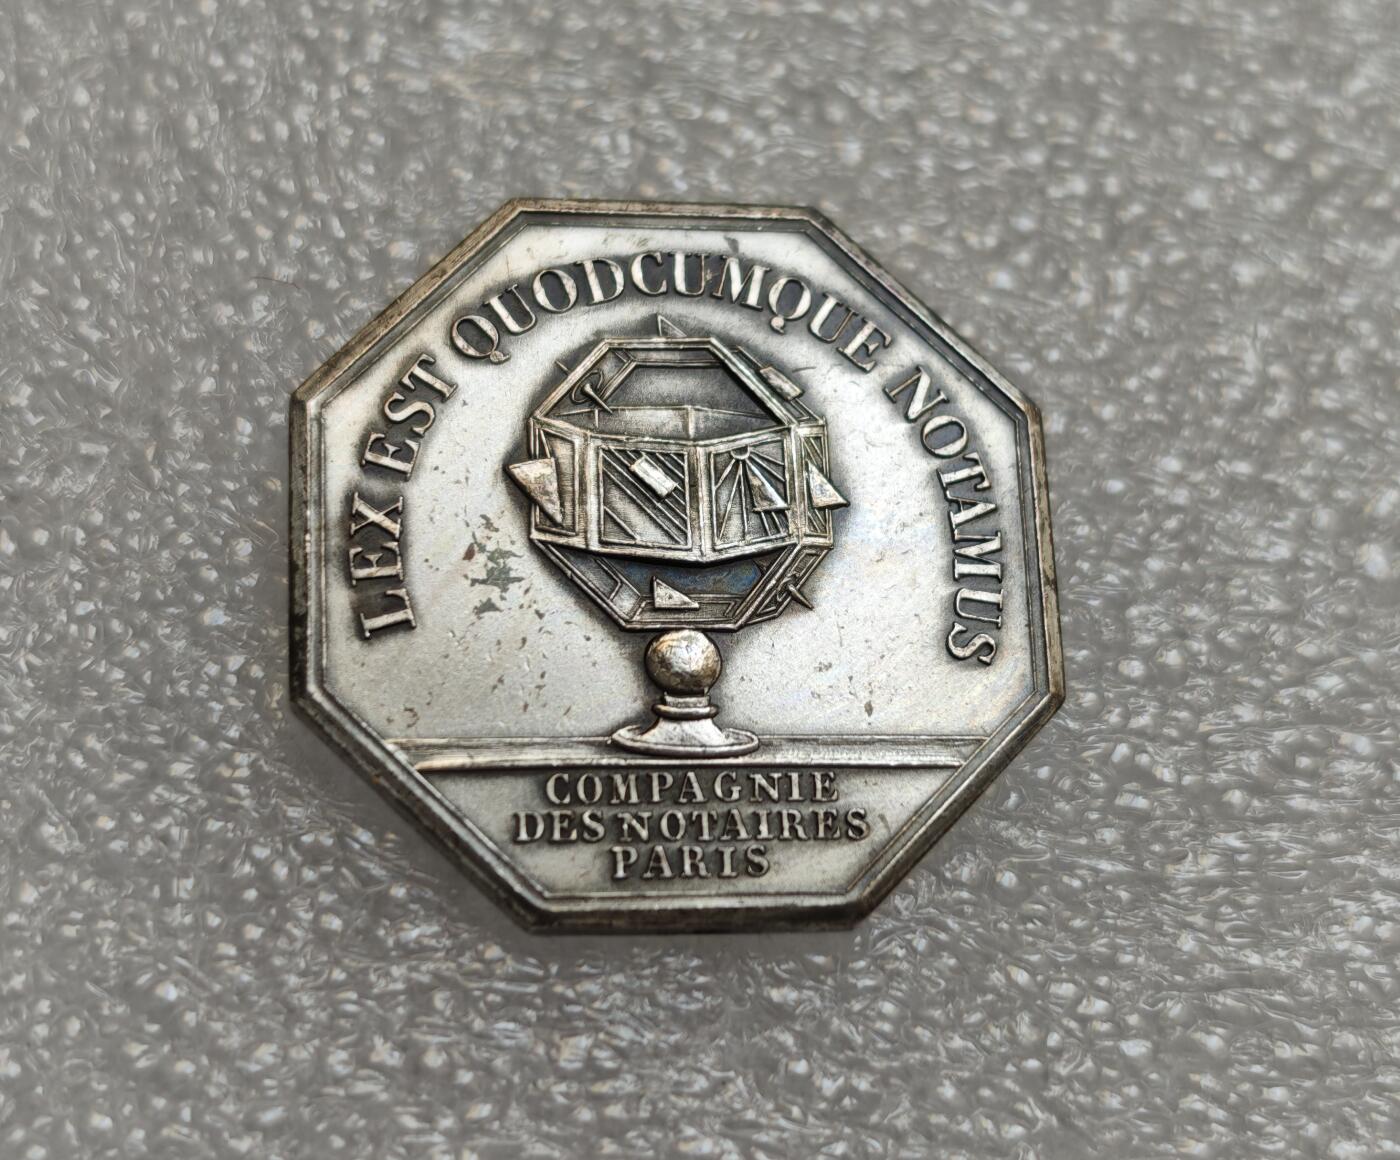 LEX EST QUODCUMQUE NOTAMUS
COMPAGNIE
DES NOTAIRES
PARIS